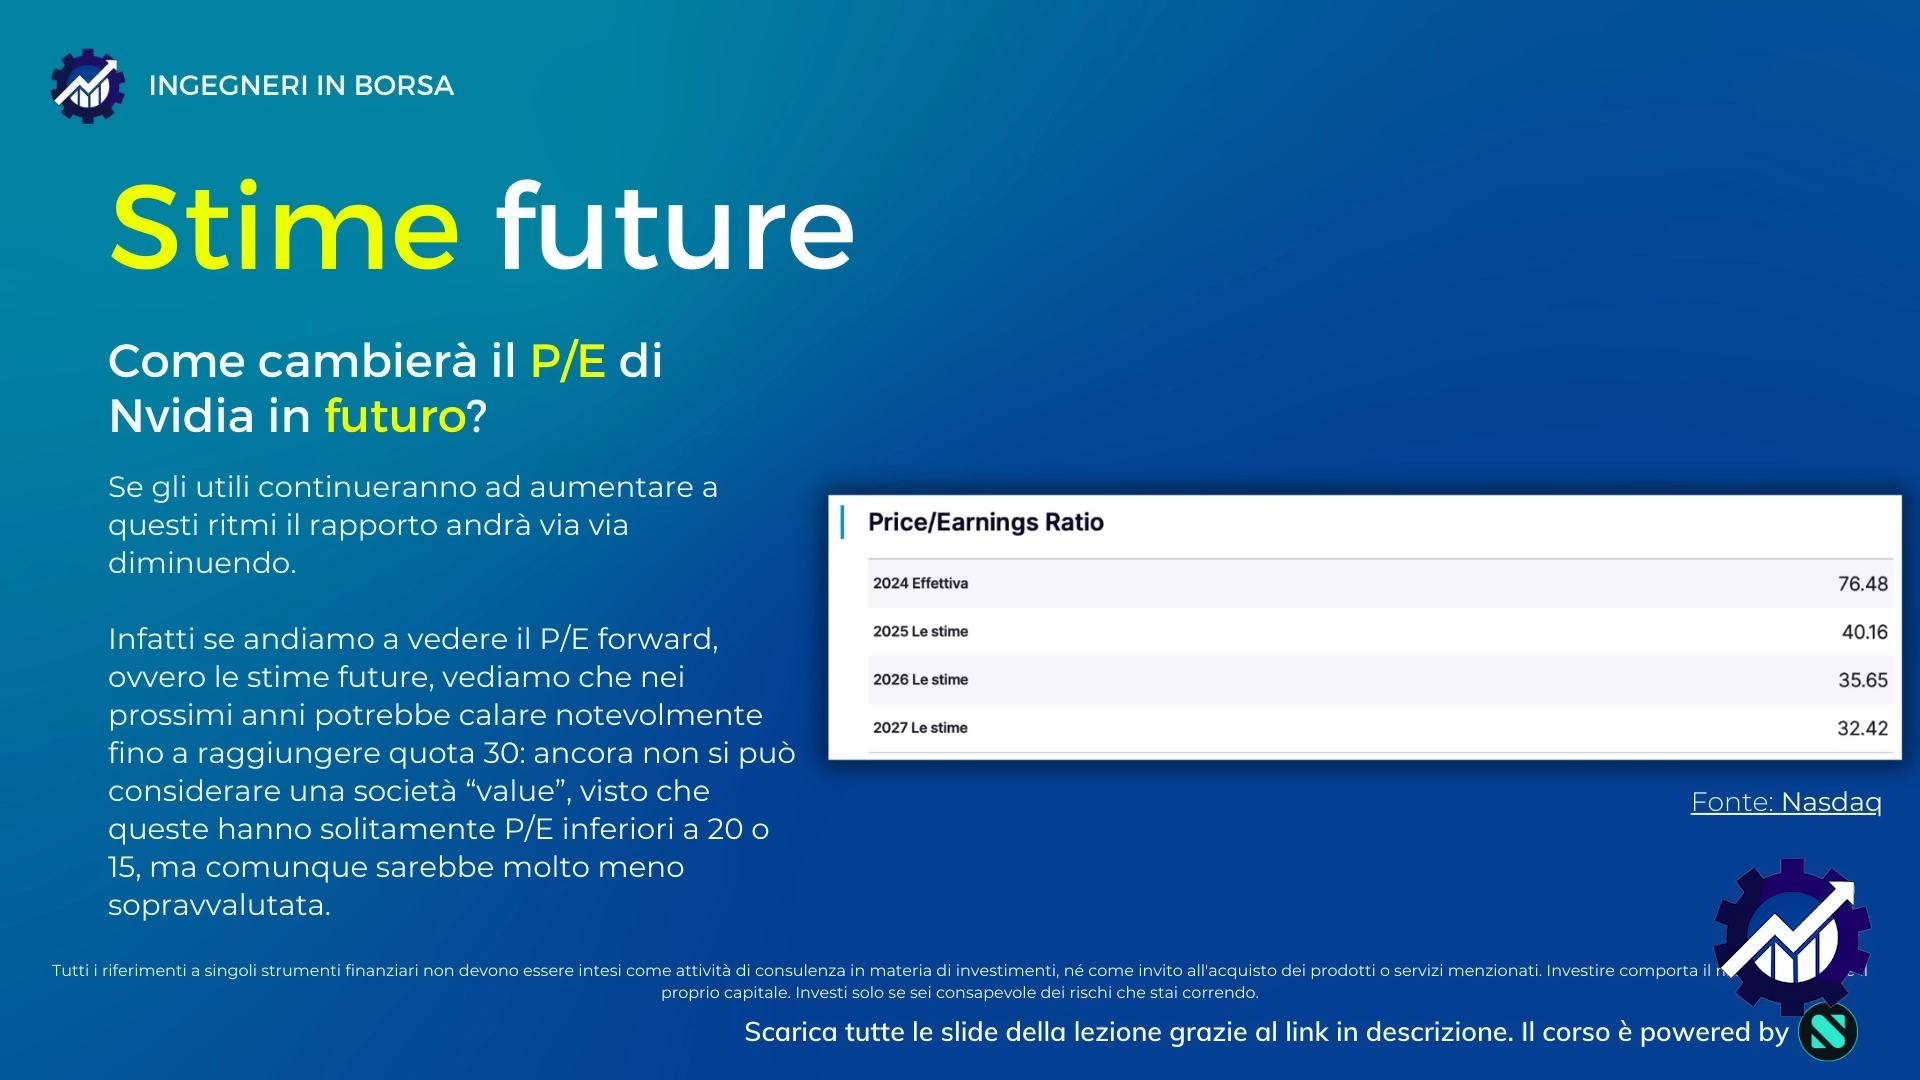 INGEGNERI IN BORSA
Stime future
Come cambierà il P/E di
Nvidia in futuro?
Se gli utili continueranno ad aumentare a
questi ritmi il rapporto andrà via via
diminuendo.
Infatti se andiamo a vedere il P/E forward,
ovvero le stime future, vediamo che nei
prossimi anni potrebbe calare notevolmente
fino a raggiungere quota 30: ancora non si può
considerare una società “value”, visto che
queste hanno solitamente P/E inferiori a 20 o
15, ma comunque sarebbe molto meno
sopravvalutata.
Price/Earnings Ratio
2024 Effettiva 76.48
2025 Le stime 40.16
2026 Le stime 35.65
2027 Le stime 32.42
Fonte: Nasdaq
Tutti i riferimenti a singoli strumenti finanziari non devono essere intesi come attività di consulenza in materia di investimenti, né come invito all'acquisto dei prodotti o servizi menzionati. Investire comporta il
proprio capitale. Investi solo se sei consapevole dei rischi che stai correndo.
Scarica tutte le slide della lezione grazie al link in descrizione. Il corso è powered by